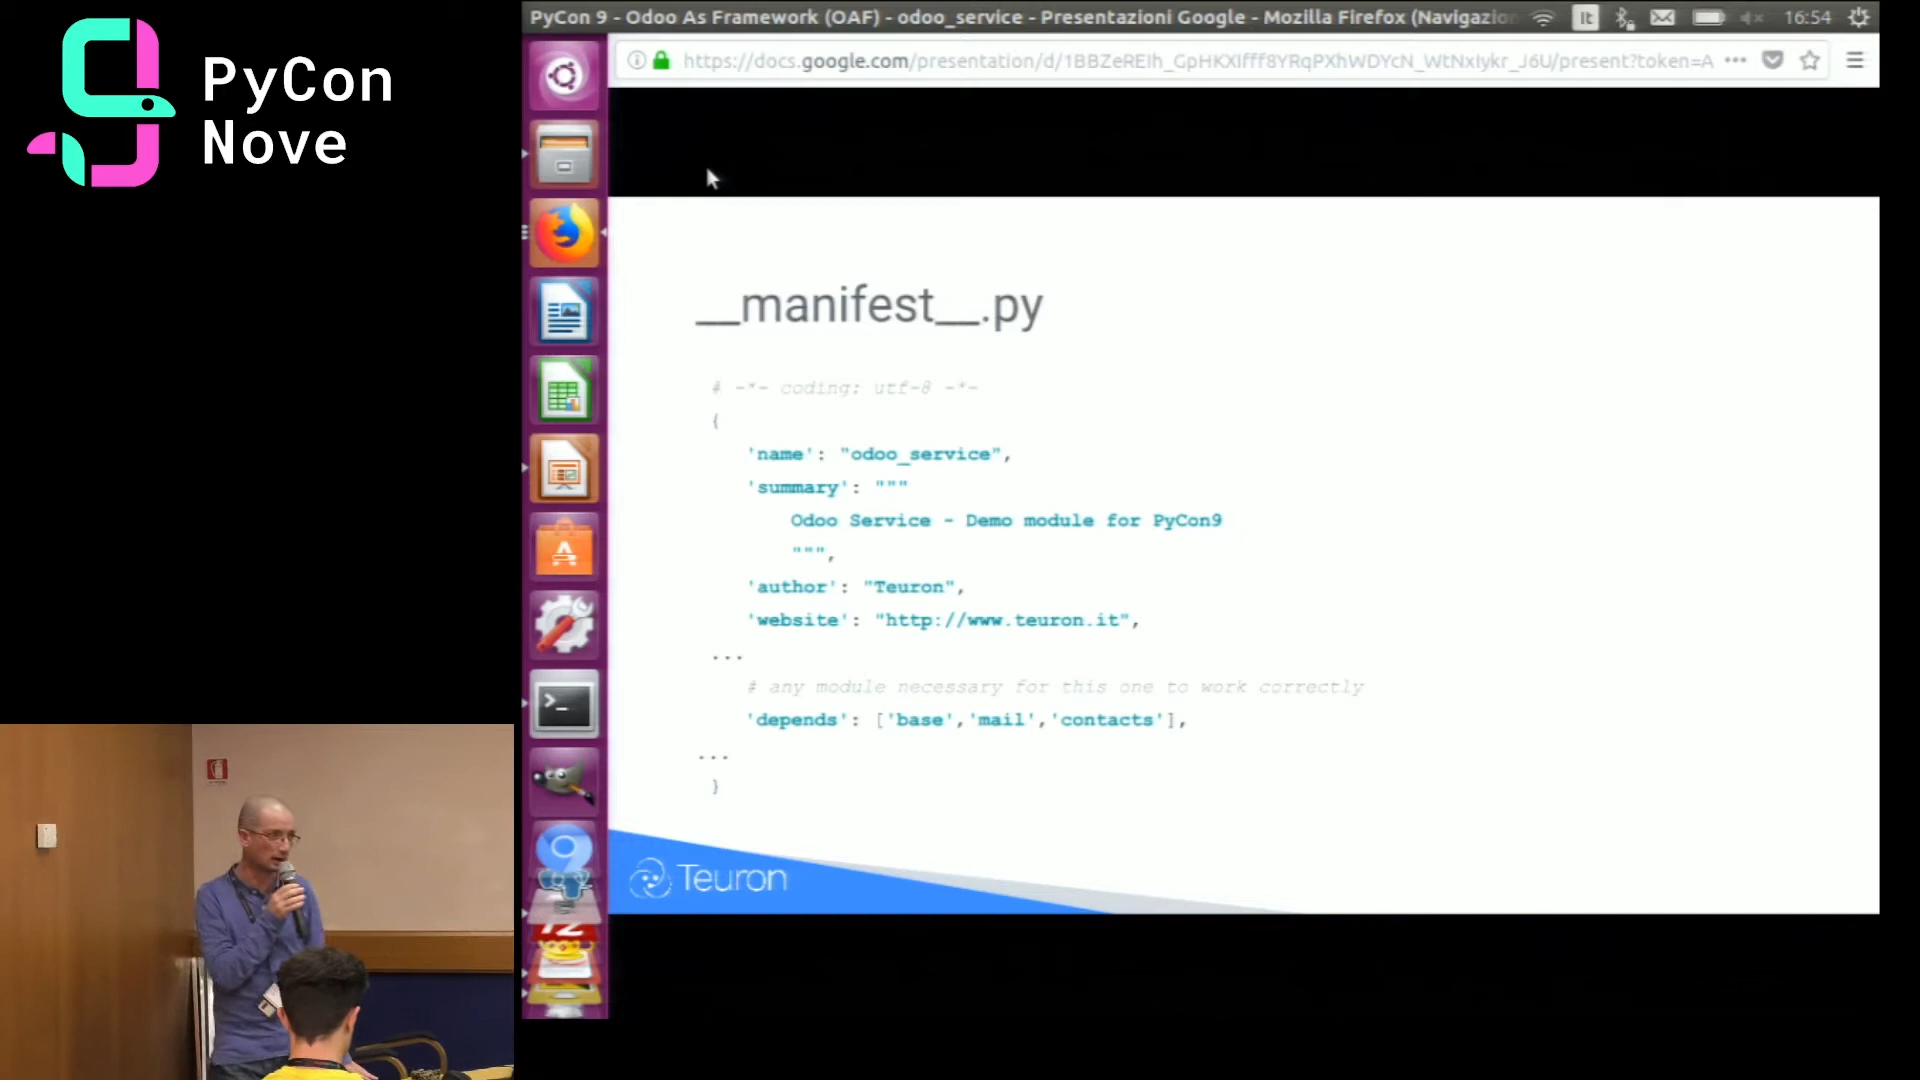 PyCon
Nove
PyCon 9 - Odoo As Framework (OAF) - odoo_service - Presentazioni Google - Mozilla Firefox (Navigazio
It
16:54
https://docs.google.com/presentation/d/1BBZeREIh_GpHKXIfff8YRqPXhWDYcN_WtNxIykr_J6U/present?token=A
__manifest__.py
# -*- coding: utf-8 -*-
{
'name': "odoo_service",
'summary': """
Odoo Service - Demo module for PyCon9
""",
'author': "Teuron",
'website': "http://www.teuron.it",
...
# any module necessary for this one to work correctly
'depends': ['base','mail','contacts'],
...
}
Teuron